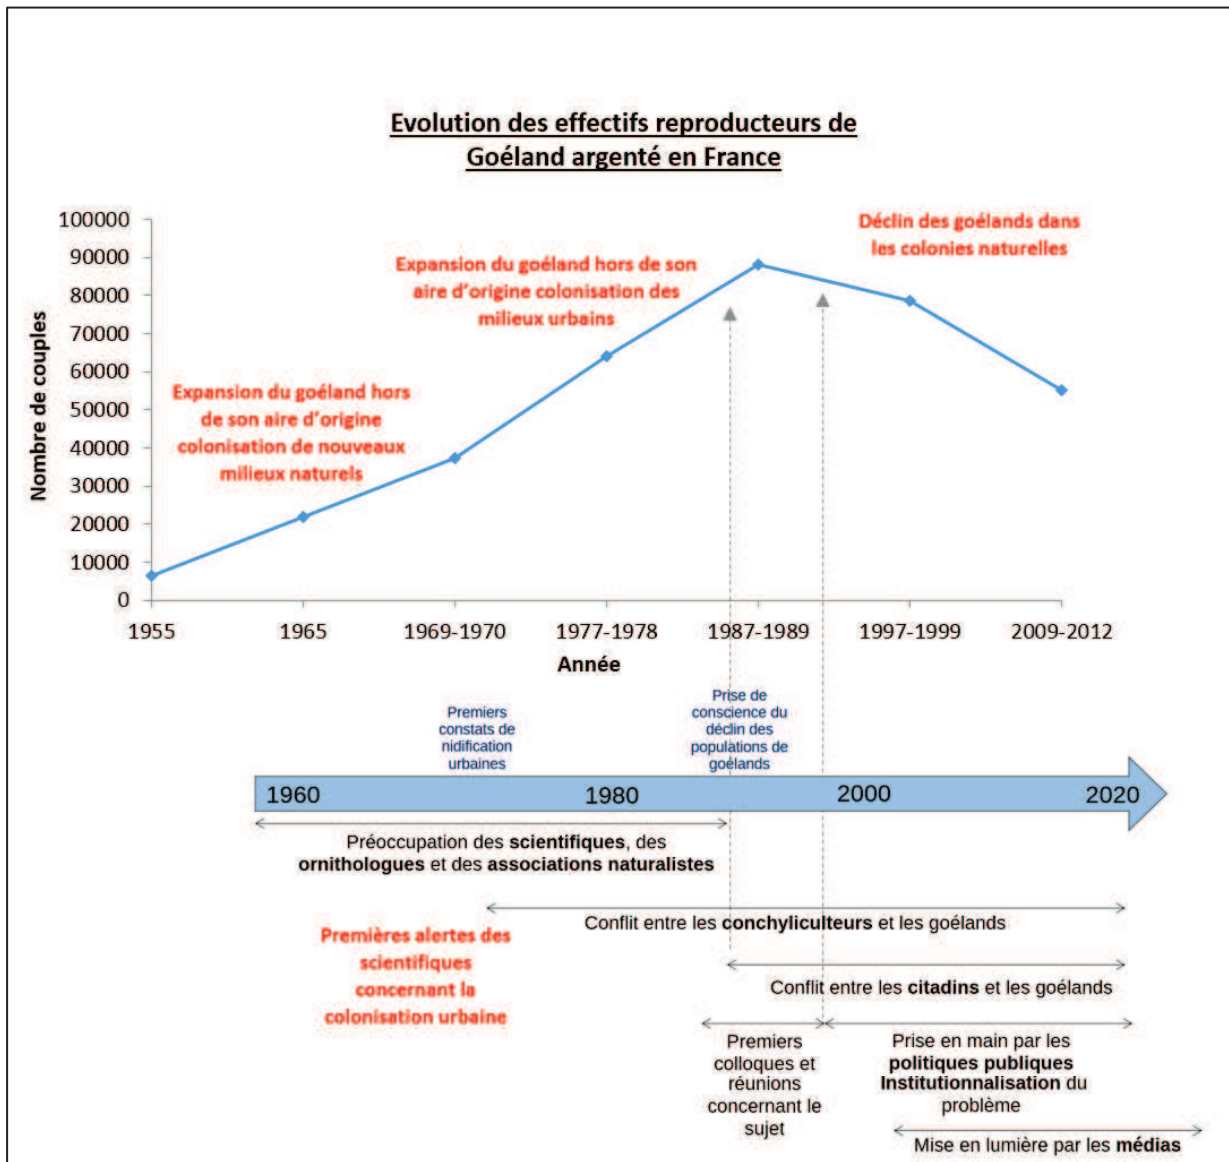 Evolution des effectifs reproducteurs de
Goéland argenté en France
Déclin des goélands dans
les colonies naturelles
Expansion du goéland hors de son
aire d'origine colonisation des
milieux urbains
Expansion du goéland hors
de son aire d'origine
colonisation de nouveaux
milieux naturels
Nombre de couples
100000
90000
80000
70000
60000
50000
40000
30000
20000
10000
0
1955
1965
1969-1970
1977-1978
1987-1989
1997-1999
2009-2012
Année
Premiers
constats de
nidification
urbaines
Prise de
conscience du
déclin des
populations de
goélands
1960
1980
2000
2020
Préoccupation des scientifiques, des
ornithologues et des associations naturalistes
Conflit entre les conchyliculteurs et les goélands
Premières alertes des
scientifiques
concernant la
colonisation urbaine
Conflit entre les citadins et les goélands
Premiers
colloques et
réunions
concernant le
sujet
Prise en main par les
politiques publiques
Institutionnalisation du
problème
Mise en lumière par les médias